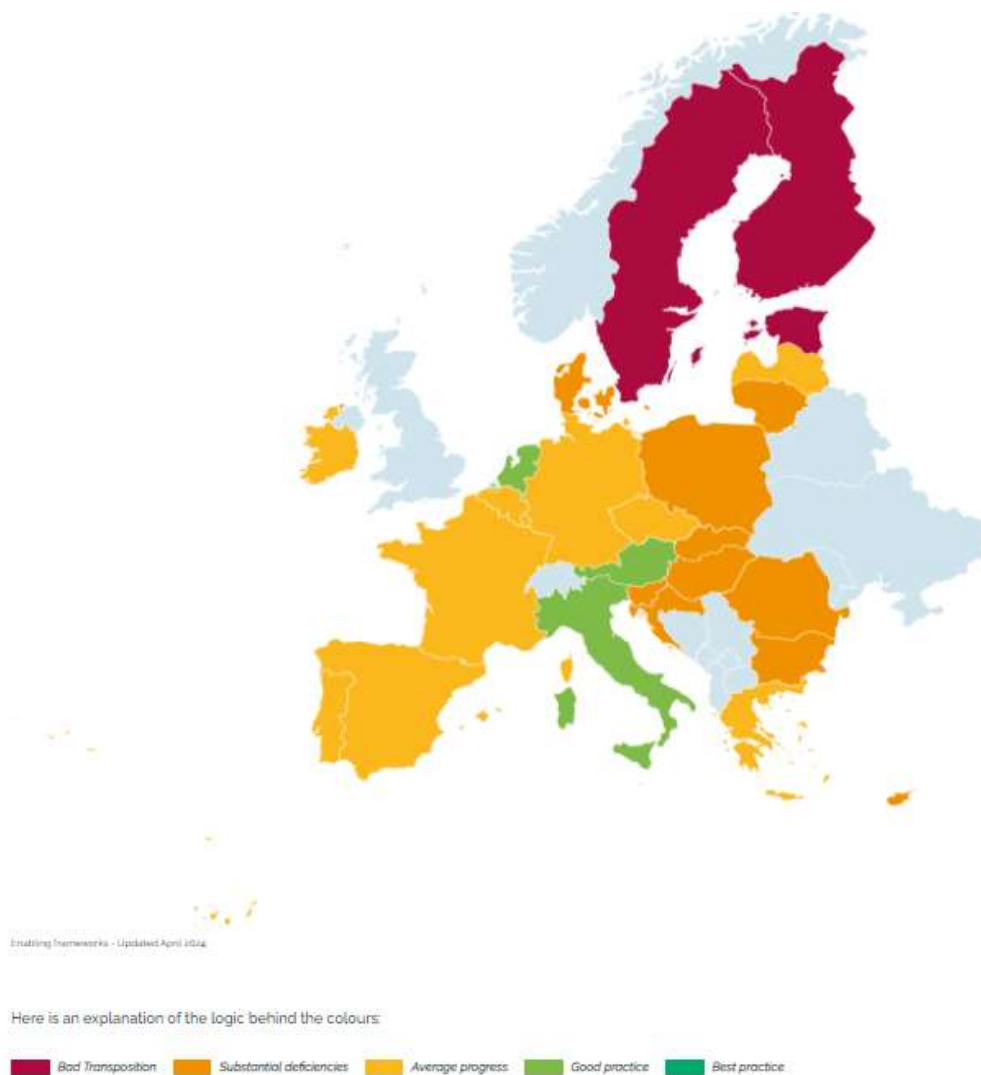 Enabling frameworks - Updated April 2024
Here is an explanation of the logic behind the colours:
Bad Transposition Substantial deficiencies Average progress Good practice Best practice